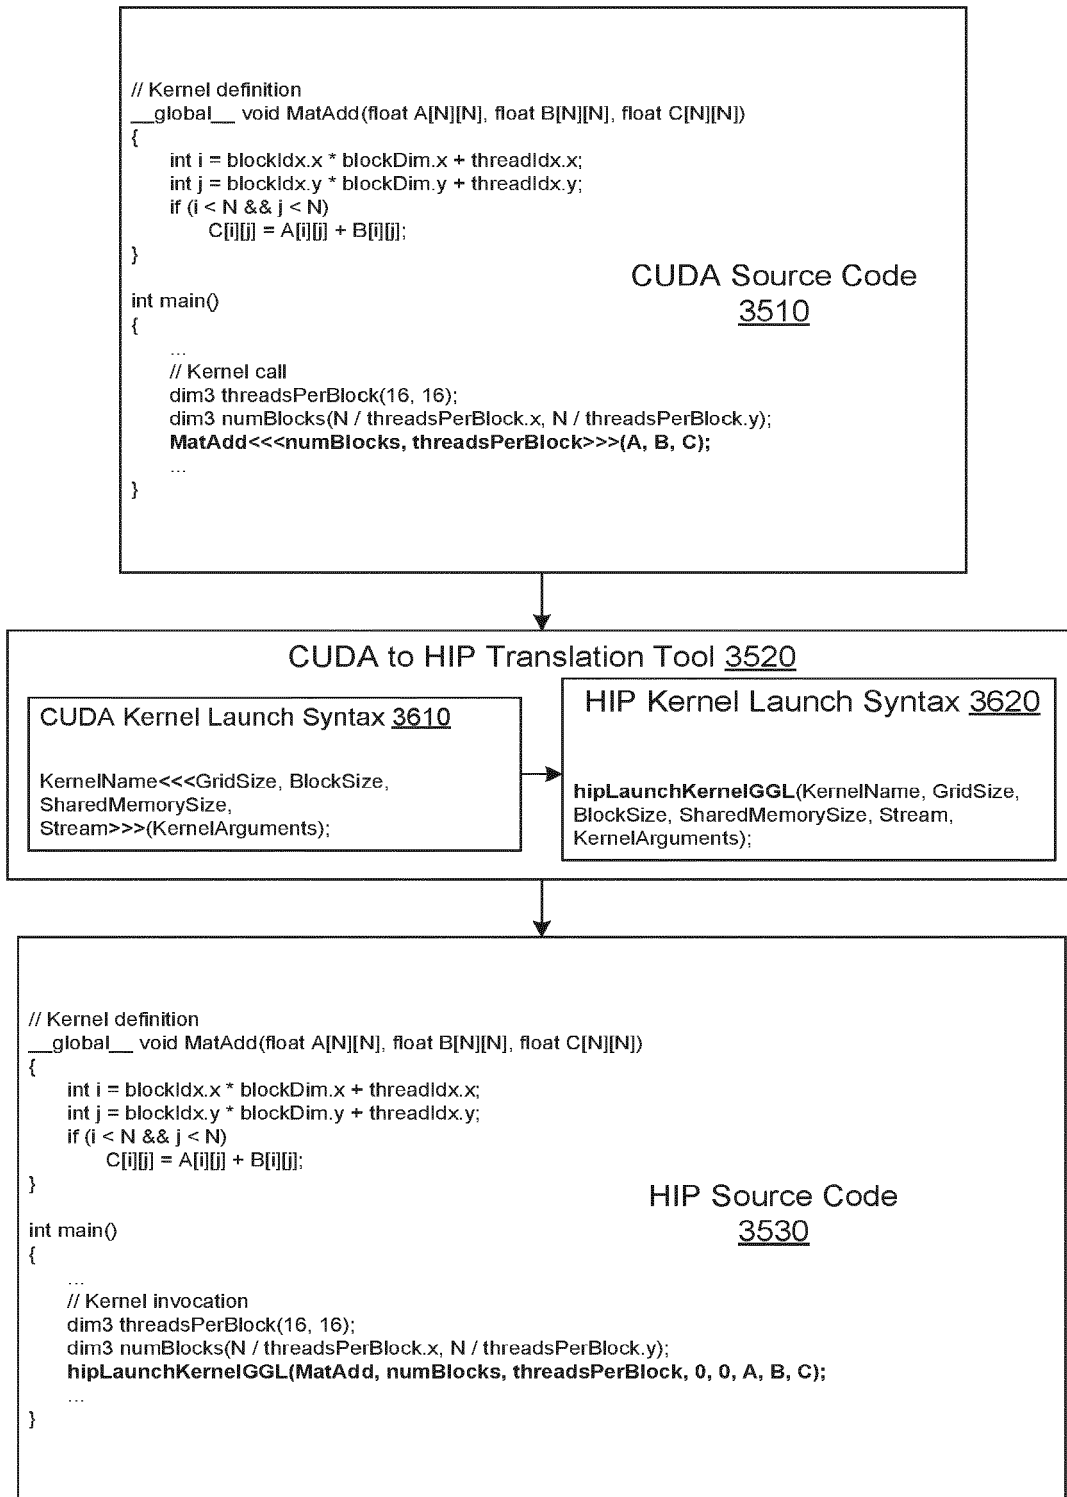 // Kernel definition
__global__ void MatAdd(float A[N][N], float B[N][N], float C[N][N])
{
int i = blockIdx.x * blockDim.x + threadIdx.x;
int j = blockIdx.y * blockDim.y + threadIdx.y;
if (i < N && j < N)
C[i][j] = A[i][j] + B[i][j];
}
CUDA Source Code
3510
int main()
{
...
// Kernel call
dim3 threadsPerBlock(16, 16);
dim3 numBlocks(N / threadsPerBlock.x, N / threadsPerBlock.y);
MatAdd<<<numBlocks, threadsPerBlock>>>(A, B, C);
...
}
CUDA to HIP Translation Tool 3520
CUDA Kernel Launch Syntax 3610
KernelName<<<GridSize, BlockSize,
SharedMemorySize,
Stream>>>(KernelArguments);
HIP Kernel Launch Syntax 3620
hipLaunchKernelGGL(KernelName, GridSize,
BlockSize, SharedMemorySize, Stream,
KernelArguments);
// Kernel definition
__global__ void MatAdd(float A[N][N], float B[N][N], float C[N][N])
{
int i = blockIdx.x * blockDim.x + threadIdx.x;
int j = blockIdx.y * blockDim.y + threadIdx.y;
if (i < N && j < N)
C[i][j] = A[i][j] + B[i][j];
}
HIP Source Code
3530
int main()
{
...
// Kernel invocation
dim3 threadsPerBlock(16, 16);
dim3 numBlocks(N / threadsPerBlock.x, N / threadsPerBlock.y);
hipLaunchKernelGGL(MatAdd, numBlocks, threadsPerBlock, 0, 0, A, B, C);
...
}